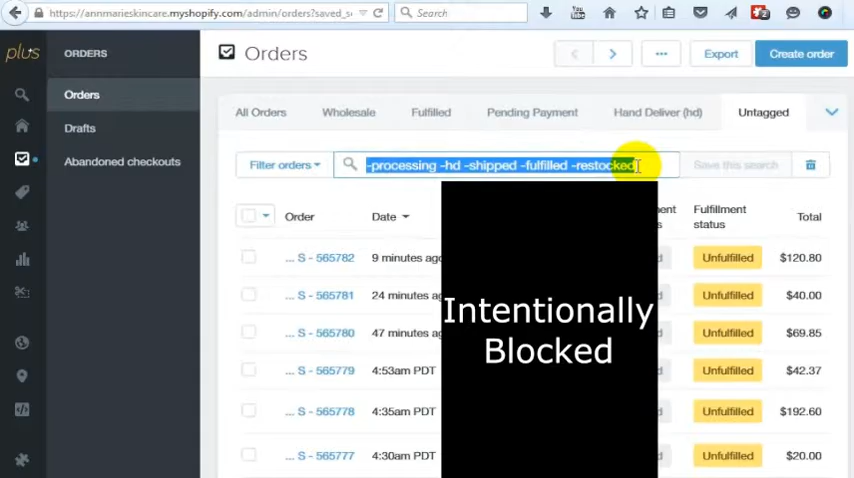 https://annmarieskincare.myshopify.com/admin/orders?saved_s
Search
plus
ORDERS
Orders
Export
Create order
Orders
Drafts
Abandoned checkouts
All Orders
Wholesale
Fulfilled
Pending Payment
Hand Deliver (hd)
Untagged
Filter orders
-processing -hd -shipped -fulfilled -restocked
Save this search
Order
Date
Fulfillment status
Total
... S - 565782 9 minutes ago Unfulfilled $120.80
... S - 565781 24 minutes Unfulfilled $40.00
... S - 565780 47 minutes Unfulfilled $69.85
... S - 565779 4:53am PDT Unfulfilled $42.37
... S - 565778 4:35am PDT Unfulfilled $192.60
... S - 565777 4:30am PDT Unfulfilled $20.00
Intentionally
Blocked